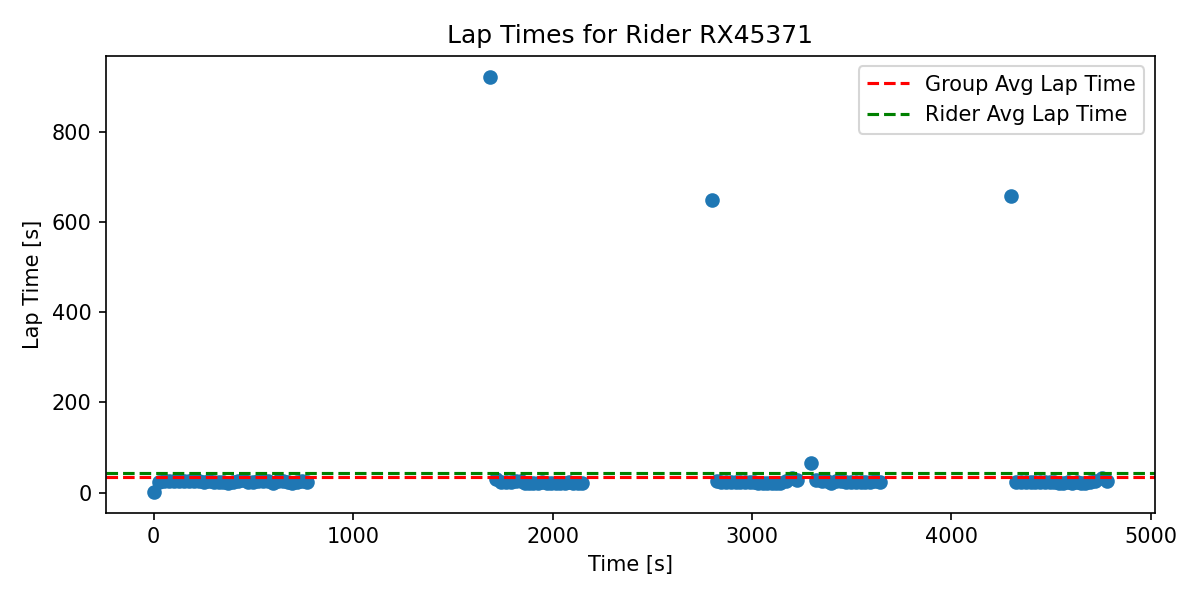 Lap Times for Rider RX45371
Group Avg Lap Time
Rider Avg Lap Time
Lap Time [s]
800
600
400
200
0
0 1000 2000 3000 4000 5000
Time [s]